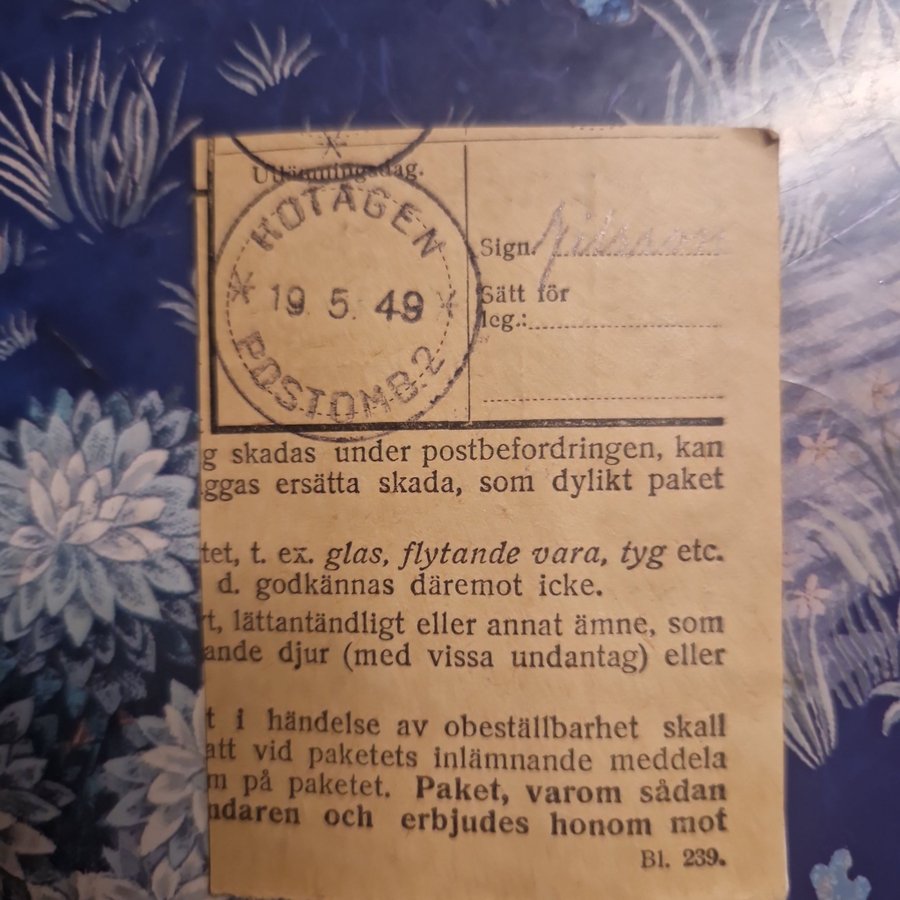 Utlämningsdag.
HOTAGEN
19 5. 49
POSTOMB.2
Sign.
Sätt för
leg.:
g skadas under postbefordringen, kan
ggas ersätta skada, som dylikt paket
tet, t. ex. glas, flytande vara, tyg etc.
d. godkännas däremot icke.
t, lättantändligt eller annat ämne, som
ande djur (med vissa undantag) eller
t i händelse av obeställbarhet skall
att vid paketets inlämnande meddela
m på paketet. Paket, varom sådan
ndaren och erbjudes honom mot
Bl. 239.